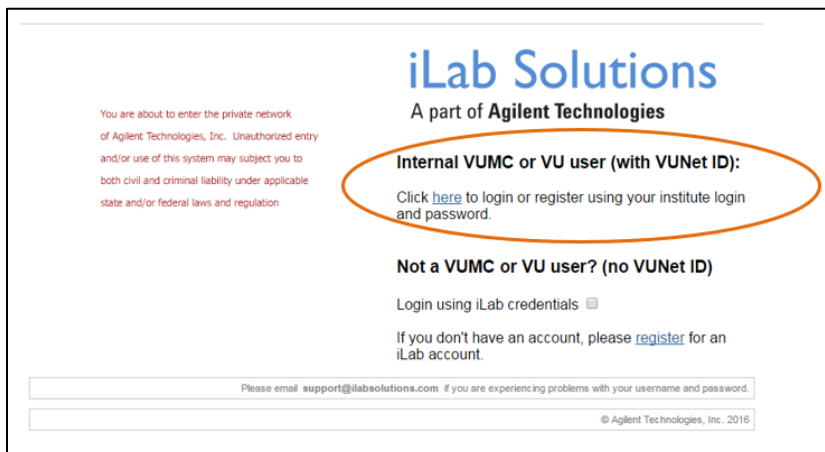 iLab Solutions
A part of Agilent Technologies
You are about to enter the private network
of Agilent Technologies, Inc. Unauthorized entry
and/or use of this system may subject you to
both civil and criminal liability under applicable
state and/or federal laws and regulation
Internal VUMC or VU user (with VUNet ID):
Click here to login or register using your institute login
and password.
Not a VUMC or VU user? (no VUNet ID)
Login using iLab credentials
If you don't have an account, please register for an
iLab account.
Please email support@ilabsolutions.com if you are experiencing problems with your username and password.
© Agilent Technologies, Inc. 2016